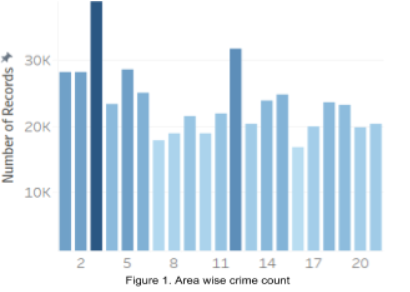 Number of Records
30K
20K
10K
2 5 8 11 14 17 20
Figure 1. Area wise crime count